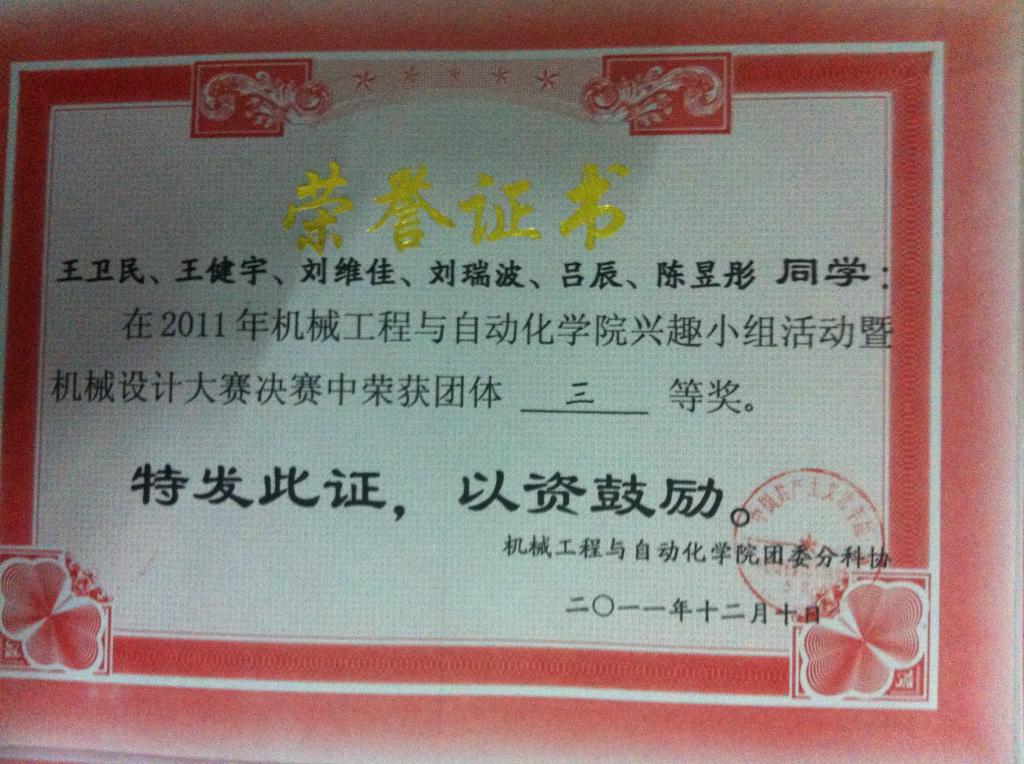 荣誉证书
王卫民、王健宇、刘维佳、刘瑞波、吕辰、陈昱彤 同学：
在2011年机械工程与自动化学院兴趣小组活动暨
机械设计大赛决赛中荣获团体 三 等奖。
特发此证，以资鼓励。
机械工程与自动化学院团委分科协
二〇一一年十二月十日